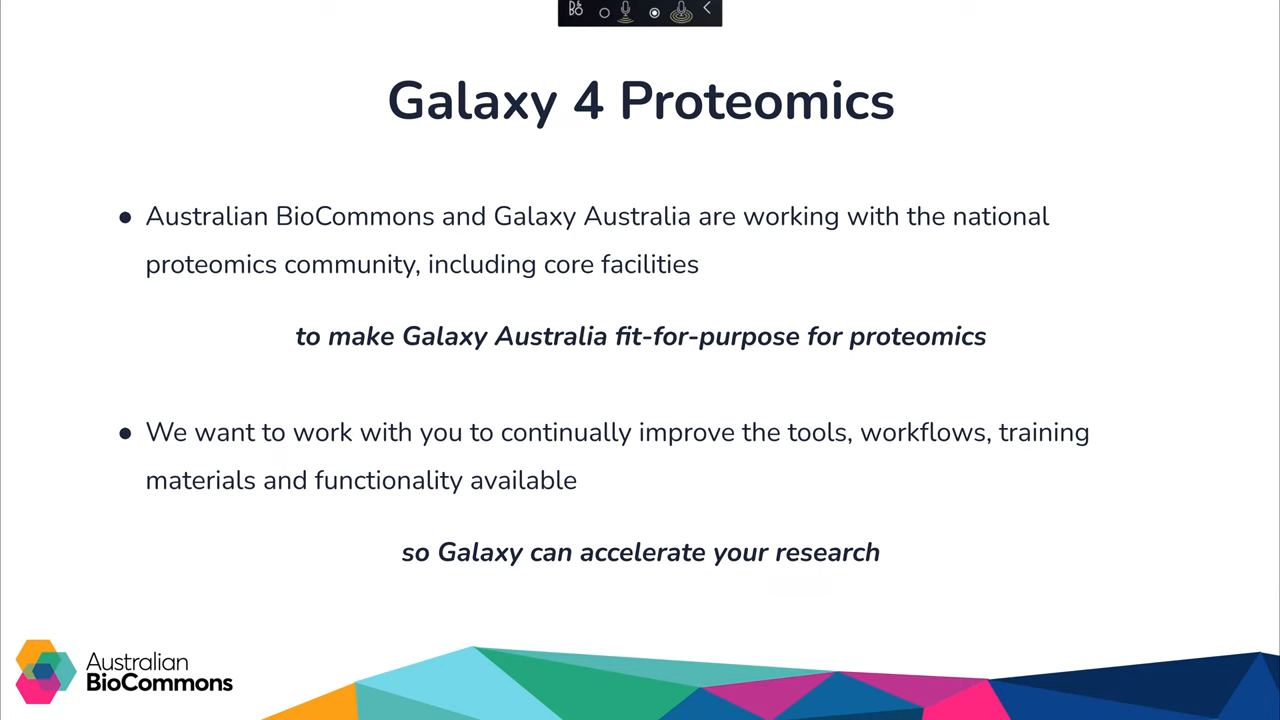 Galaxy 4 Proteomics
● Australian BioCommons and Galaxy Australia are working with the national
proteomics community, including core facilities
to make Galaxy Australia fit-for-purpose for proteomics
● We want to work with you to continually improve the tools, workflows, training
materials and functionality available
so Galaxy can accelerate your research
Australian
BioCommons